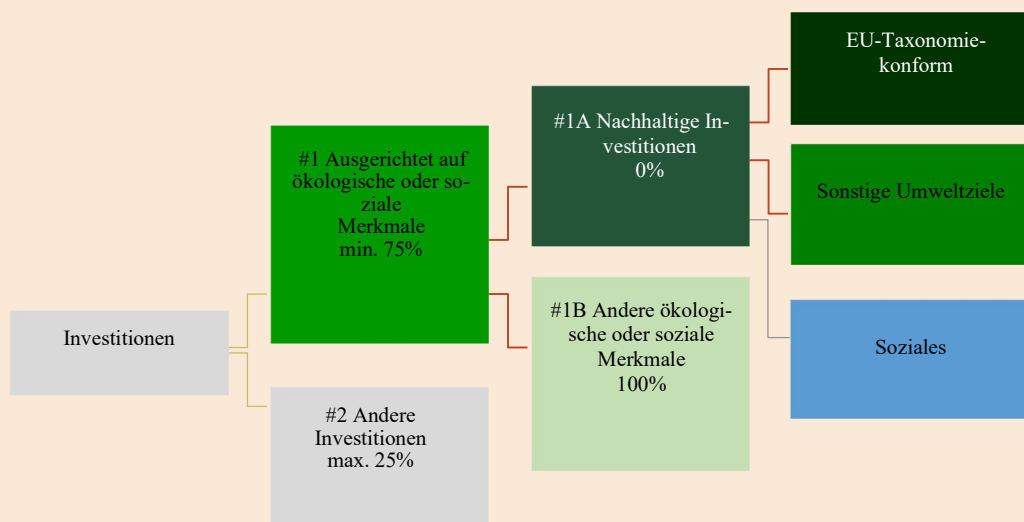 Investitionen
#1 Ausgerichtet auf
ökologische oder so-
ziale
Merkmale
min. 75%
#2 Andere
Investitionen
max. 25%
#1A Nachhaltige In-
vestitionen
0%
#1B Andere ökologi-
sche oder soziale
Merkmale
100%
EU-Taxonomie-
konform
Sonstige Umweltziele
Soziales